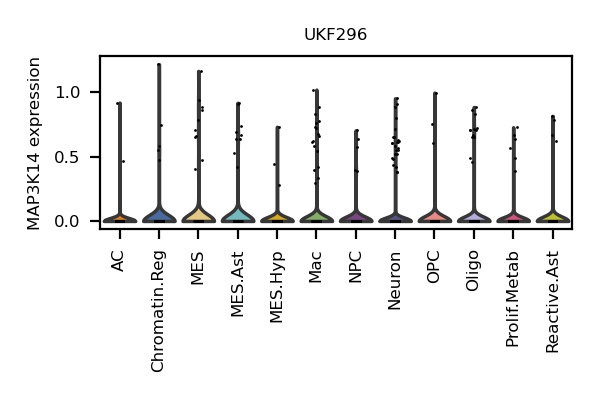 UKF296
MAP3K14 expression
1.0
0.5
0.0
AC
Chromatin.Reg
MES
MES.Ast
MES.Hyp
Mac
NPC
Neuron
OPC
Oligo
Prolif.Metab
Reactive.Ast